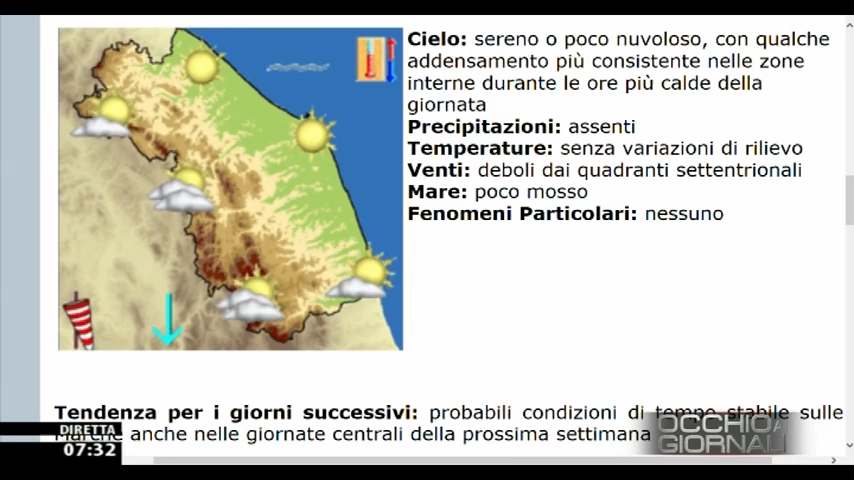 Cielo: sereno o poco nuvoloso, con qualche
addensamento più consistente nelle zone
interne durante le ore più calde della
giornata
Precipitazioni: assenti
Temperature: senza variazioni di rilievo
Venti: deboli dai quadranti settentrionali
Mare: poco mosso
Fenomeni Particolari: nessuno
Tendenza per i giorni successivi: probabili condizioni di tempo stabile sulle
Marche anche nelle giornate centrali della prossima settimana
DIRETTA
07:32
OCCHIO AI
GIORNALI